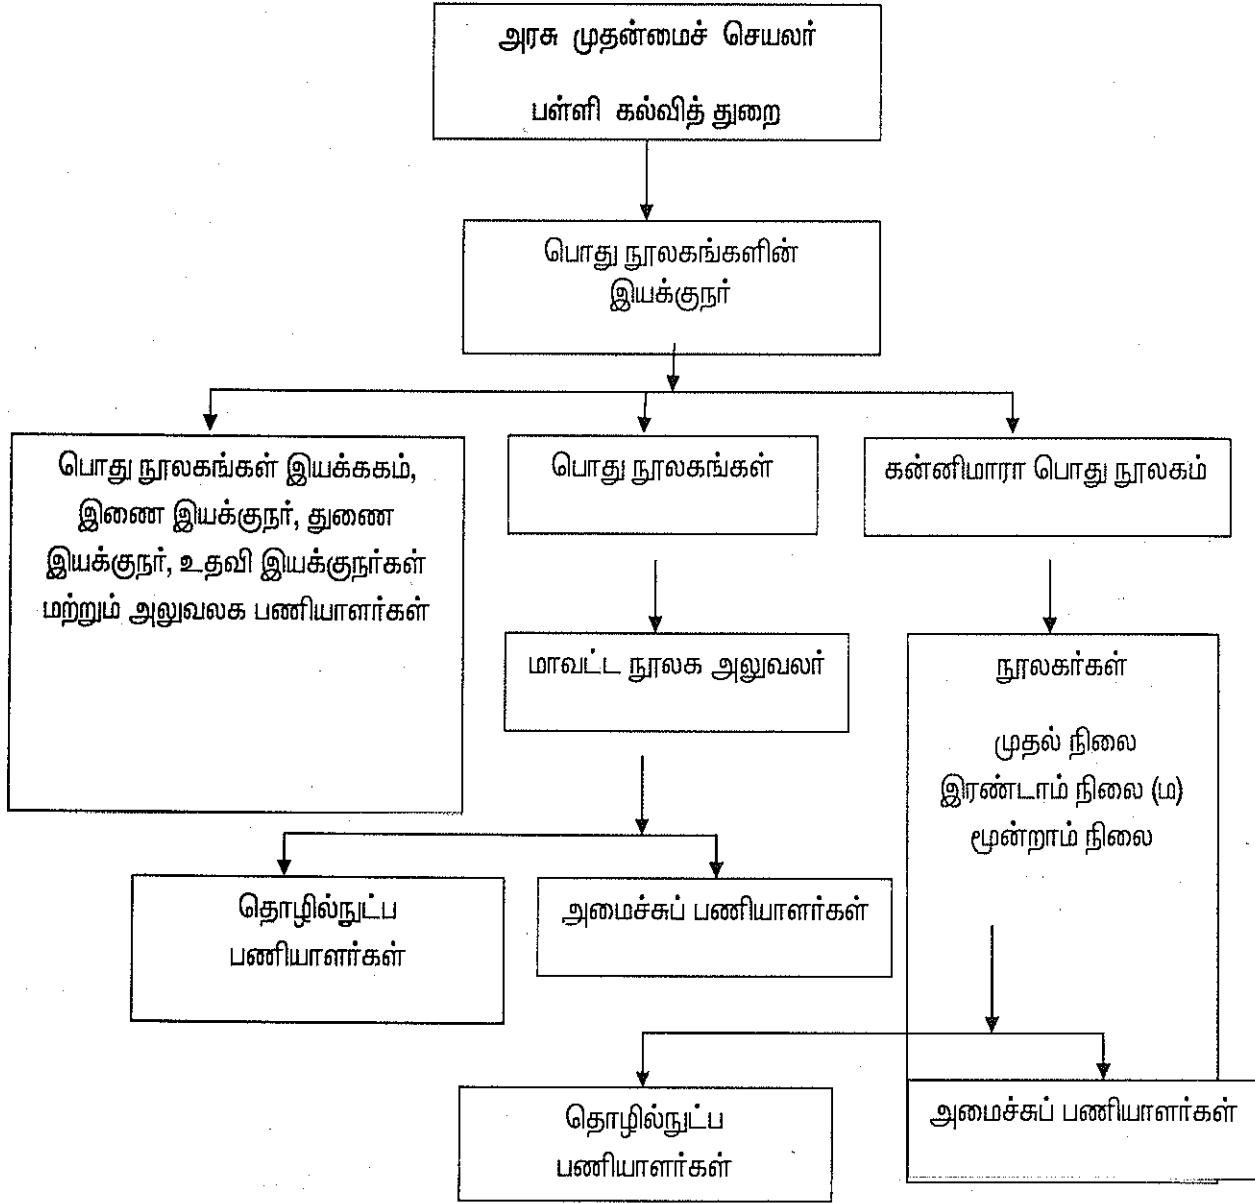 அரசு முதன்மைச் செயலர்
பள்ளி கல்வித் துறை
பொது நூலகங்களின்
இயக்குநர்
பொது நூலகங்கள் இயக்ககம்,
இணை இயக்குநர், துணை
இயக்குநர், உதவி இயக்குநர்கள்
மற்றும் அலுவலக பணியாளர்கள்
பொது நூலகங்கள்
கன்னிமாரா பொது நூலகம்
மாவட்ட நூலக அலுவலர்
நூலகர்கள்
முதல் நிலை
இரண்டாம் நிலை (ம)
மூன்றாம் நிலை
தொழில்நுட்ப
பணியாளர்கள்
அமைச்சுப் பணியாளர்கள்
தொழில்நுட்ப
பணியாளர்கள்
அமைச்சுப் பணியாளர்கள்